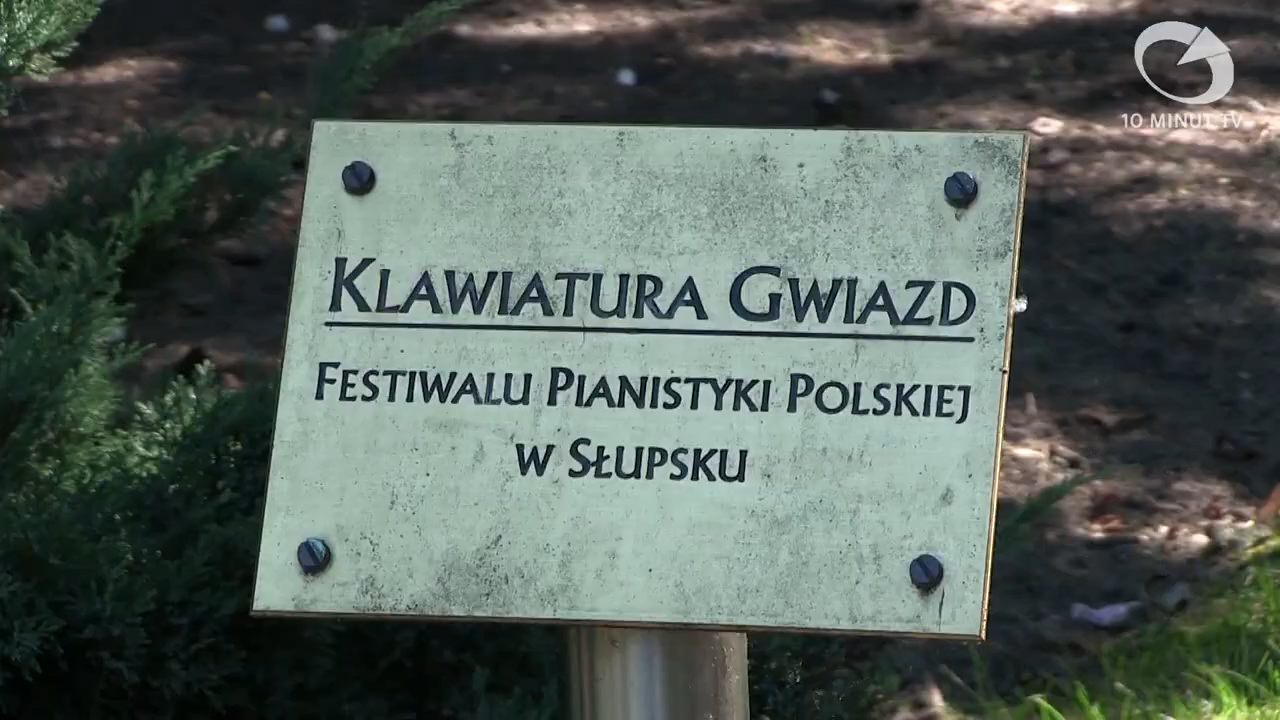 10 MINUT TV
KLAWIATURA GWIAZD
FESTIWALU PIANISTYKI POLSKIEJ
W SŁUPSKU